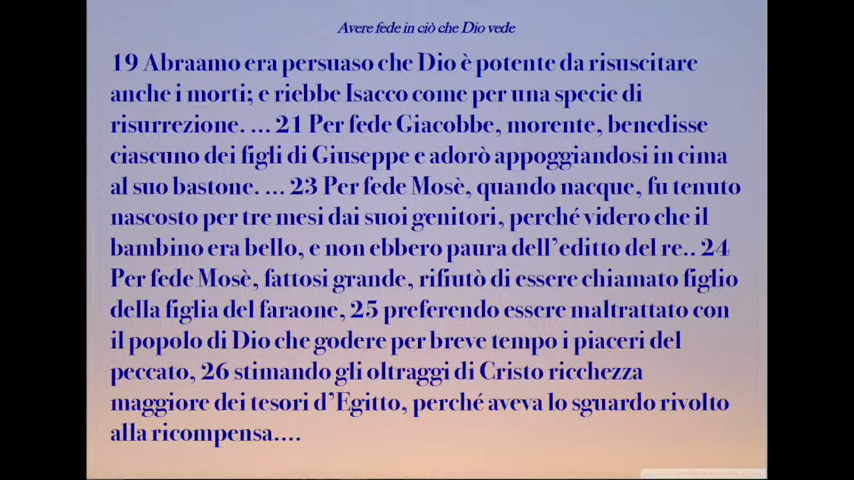 Avere fede in ciò che Dio vede
19 Abraamo era persuaso che Dio è potente da risuscitare
anche i morti; e riebbe Isacco come per una specie di
risurrezione. ... 21 Per fede Giacobbe, morente, benedisse
ciascuno dei figli di Giuseppe e adorò appoggiandosi in cima
al suo bastone. ... 23 Per fede Mosè, quando nacque, fu tenuto
nascosto per tre mesi dai suoi genitori, perché videro che il
bambino era bello, e non ebbero paura dell'editto del re.. 24
Per fede Mosè, fattosi grande, rifiutò di essere chiamato figlio
della figlia del faraone, 25 preferendo essere maltrattato con
il popolo di Dio che godere per breve tempo i piaceri del
peccato, 26 stimando gli oltraggi di Cristo ricchezza
maggiore dei tesori d'Egitto, perché aveva lo sguardo rivolto
alla ricompensa....